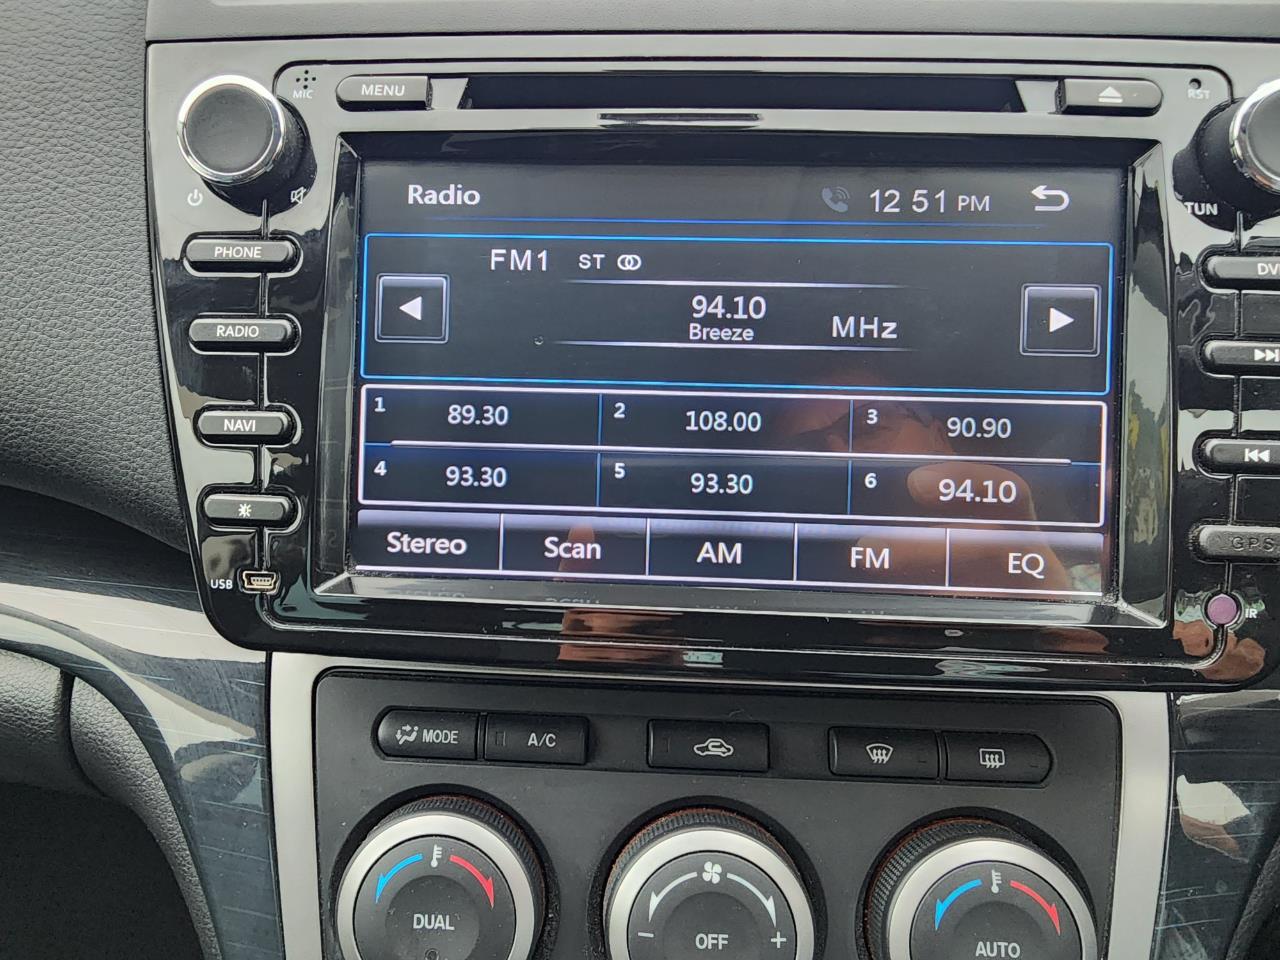 MIC
MENU
RST
Radio
12 51 PM
TUN
PHONE
FM1 ST
94.10
Breeze
MHz
RADIO
1 89.30
2 108.00
3 90.90
NAVI
4 93.30
5 93.30
6 94.10
GPS
Stereo
Scan
AM
FM
EQ
USB
IR
MODE
A/C
DUAL
- OFF +
AUTO